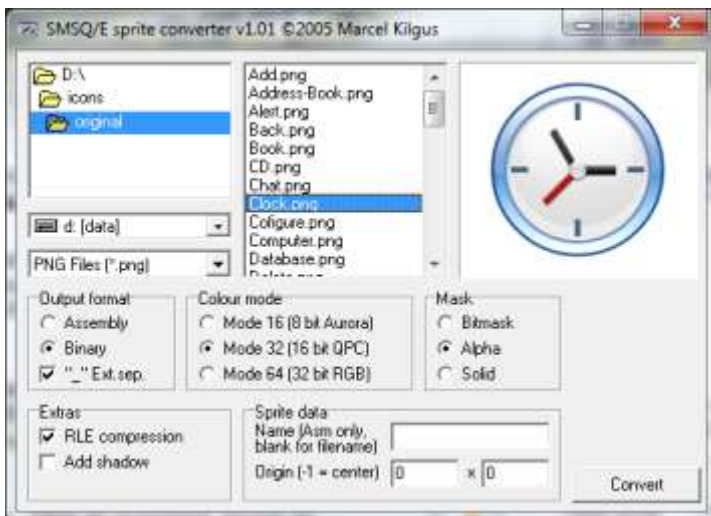 SMSQ/E sprite converter v1.01 ©2005 Marcel Kilgus
D:\
icons
original
d: [data]
PNG Files (*.png)
Add.png
Address-Book.png
Alert.png
Back.png
Book.png
CD.png
Chat.png
Clock.png
Cofigure.png
Computer.png
Database.png
Output format
Assembly
Binary
"_" Ext.sep.
Colour mode
Mode 16 (8 bit Aurora)
Mode 32 (16 bit QPC)
Mode 64 (32 bit RGB)
Mask
Bitmask
Alpha
Solid
Extras
RLE compression
Add shadow
Sprite data
Name (Asm only,
blank for filename)
Origin (-1 = center) 0 x 0
Convert